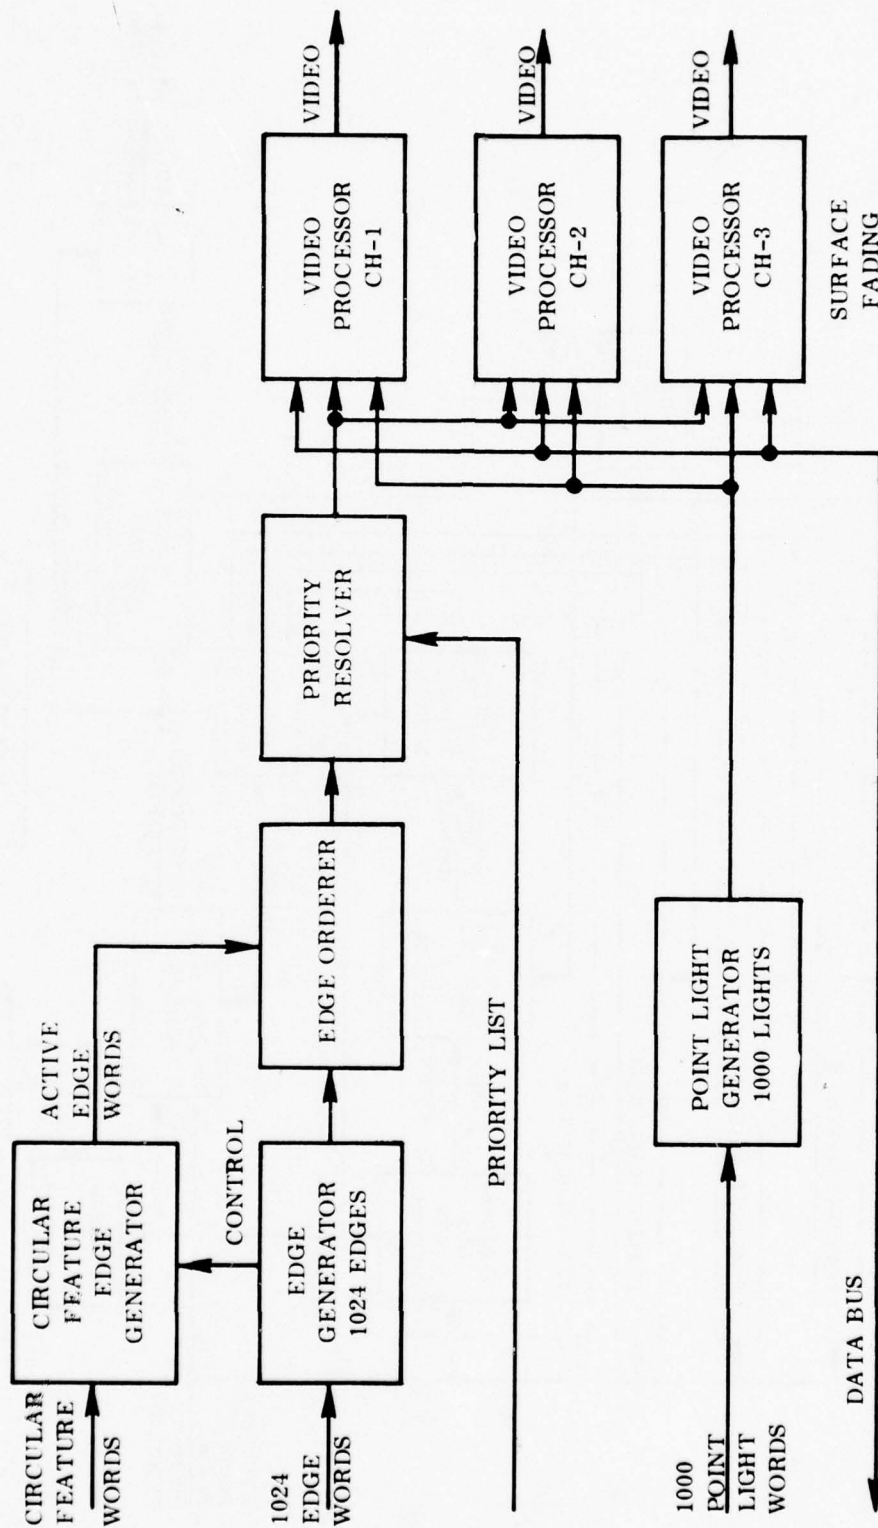 CIRCULAR
FEATURE
WORDS
CIRCULAR
FEATURE
EDGE
GENERATOR
ACTIVE
EDGE
WORDS
CONTROL
1024
EDGE
WORDS
EDGE
GENERATOR
1024 EDGES
EDGE ORDERER
PRIORITY
RESOLVER
VIDEO
PROCESSOR
CH-1
VIDEO
VIDEO
PROCESSOR
CH-2
VIDEO
PRIORITY LIST
1000
POINT
LIGHT
WORDS
POINT LIGHT
GENERATOR
1000 LIGHTS
VIDEO
PROCESSOR
CH-3
VIDEO
SURFACE
FADING
DATA BUS